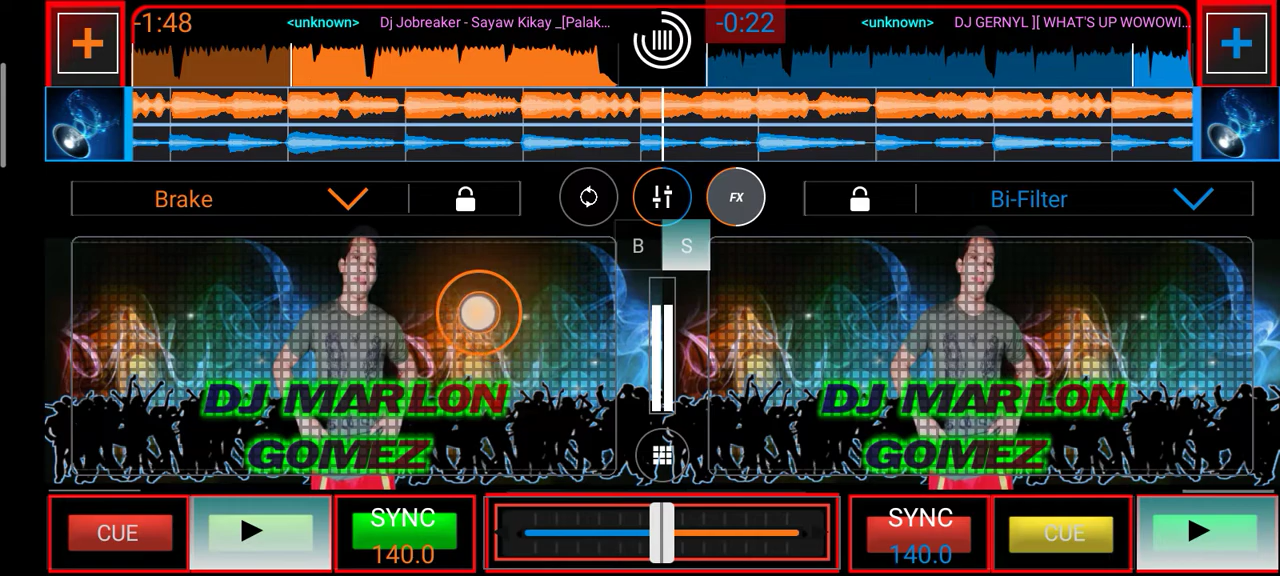 -1:48 <unknown> Dj Jobreaker - Sayaw Kikay _[Palak...
-0:22 <unknown> DJ GERNYL ][ WHAT'S UP WOWOWI...
Brake
FX
Bi-Filter
B S
DJ MARLON
GOMEZ
DJ MARLON
GOMEZ
CUE
SYNC
140.0
SYNC
140.0
CUE